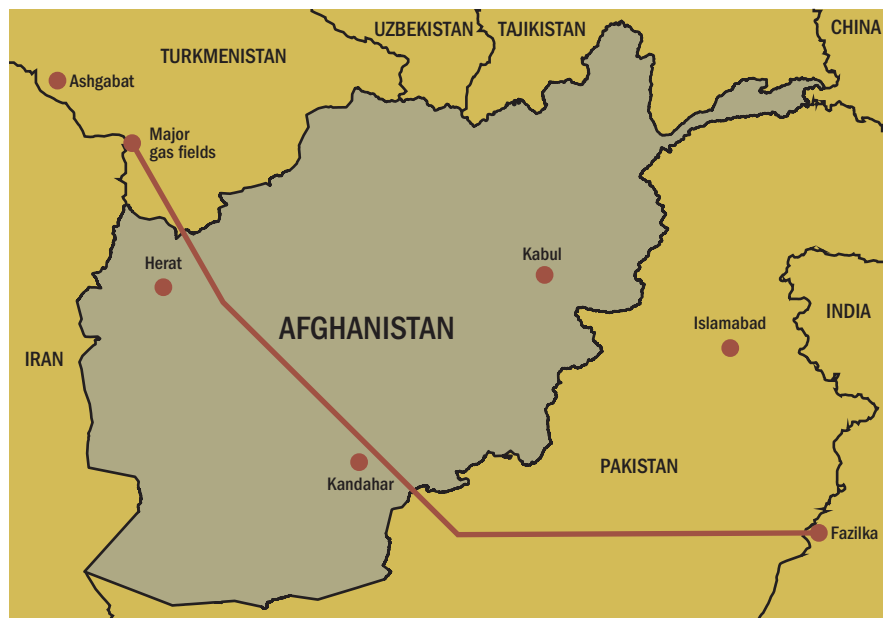 UZBEKISTAN
TAJIKISTAN
CHINA
TURKMENISTAN
Ashgabat
Major
gas fields
Herat
Kabul
INDIA
Islamabad
AFGHANISTAN
IRAN
PAKISTAN
Kandahar
Fazilka